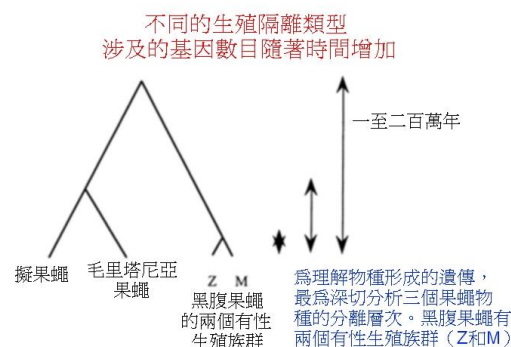 不同的生殖隔離類型
涉及的基因數目隨著時間增加
一至二百萬年
擬果蠅
毛里塔尼亞
果蠅
Z M
黑腹果蠅
的兩個有性
生殖族群
為理解物種形成的遺傳，
最為深切分析三個果蠅物
種的分離層次。黑腹果蠅有
兩個有性生殖族群（Z和M）